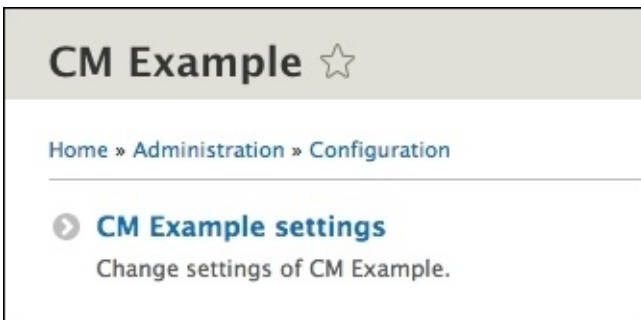 CM Example
Home » Administration » Configuration
CM Example settings
Change settings of CM Example.